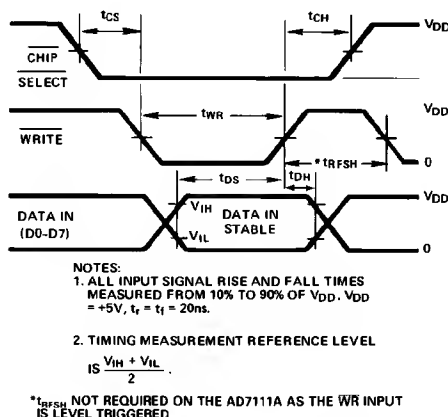 tCS
tCH
VDD
CHIP
SELECT
tWR
VDD
WRITE
*tRFSH
0
tDS
tDH
VDD
DATA IN
(D0-D7)
VIH
VIL
DATA IN
STABLE
0
NOTES:
1. ALL INPUT SIGNAL RISE AND FALL TIMES
MEASURED FROM 10% TO 90% OF VDD. VDD
= +5V, tr = tf = 20ns.
2. TIMING MEASUREMENT REFERENCE LEVEL
IS VIH + VIL / 2 .
*tRFSH NOT REQUIRED ON THE AD7111A AS THE WR INPUT
IS LEVEL TRIGGERED